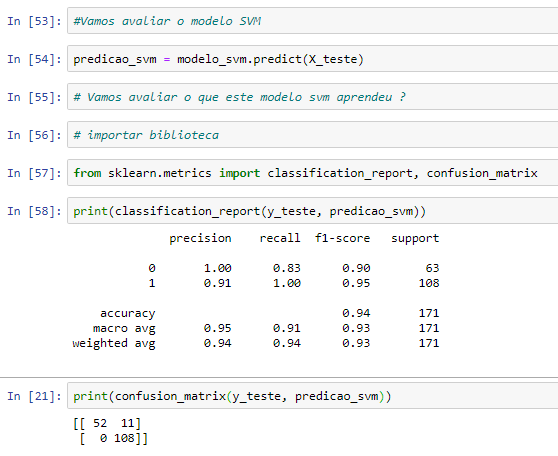 In [53]: #Vamos avaliar o modelo SVM
In [54]: predicao_svm = modelo_svm.predict(X_teste)
In [55]: # Vamos avaliar o que este modelo svm aprendeu ?
In [56]: # importar biblioteca
In [57]: from sklearn.metrics import classification_report, confusion_matrix
In [58]: print(classification_report(y_teste, predicao_svm))
precision recall f1-score support
0 1.00 0.83 0.90 63
1 0.91 1.00 0.95 108
accuracy 0.94 171
macro avg 0.95 0.91 0.93 171
weighted avg 0.94 0.94 0.93 171
In [21]: print(confusion_matrix(y_teste, predicao_svm))
[[ 52 11]
[ 0 108]]